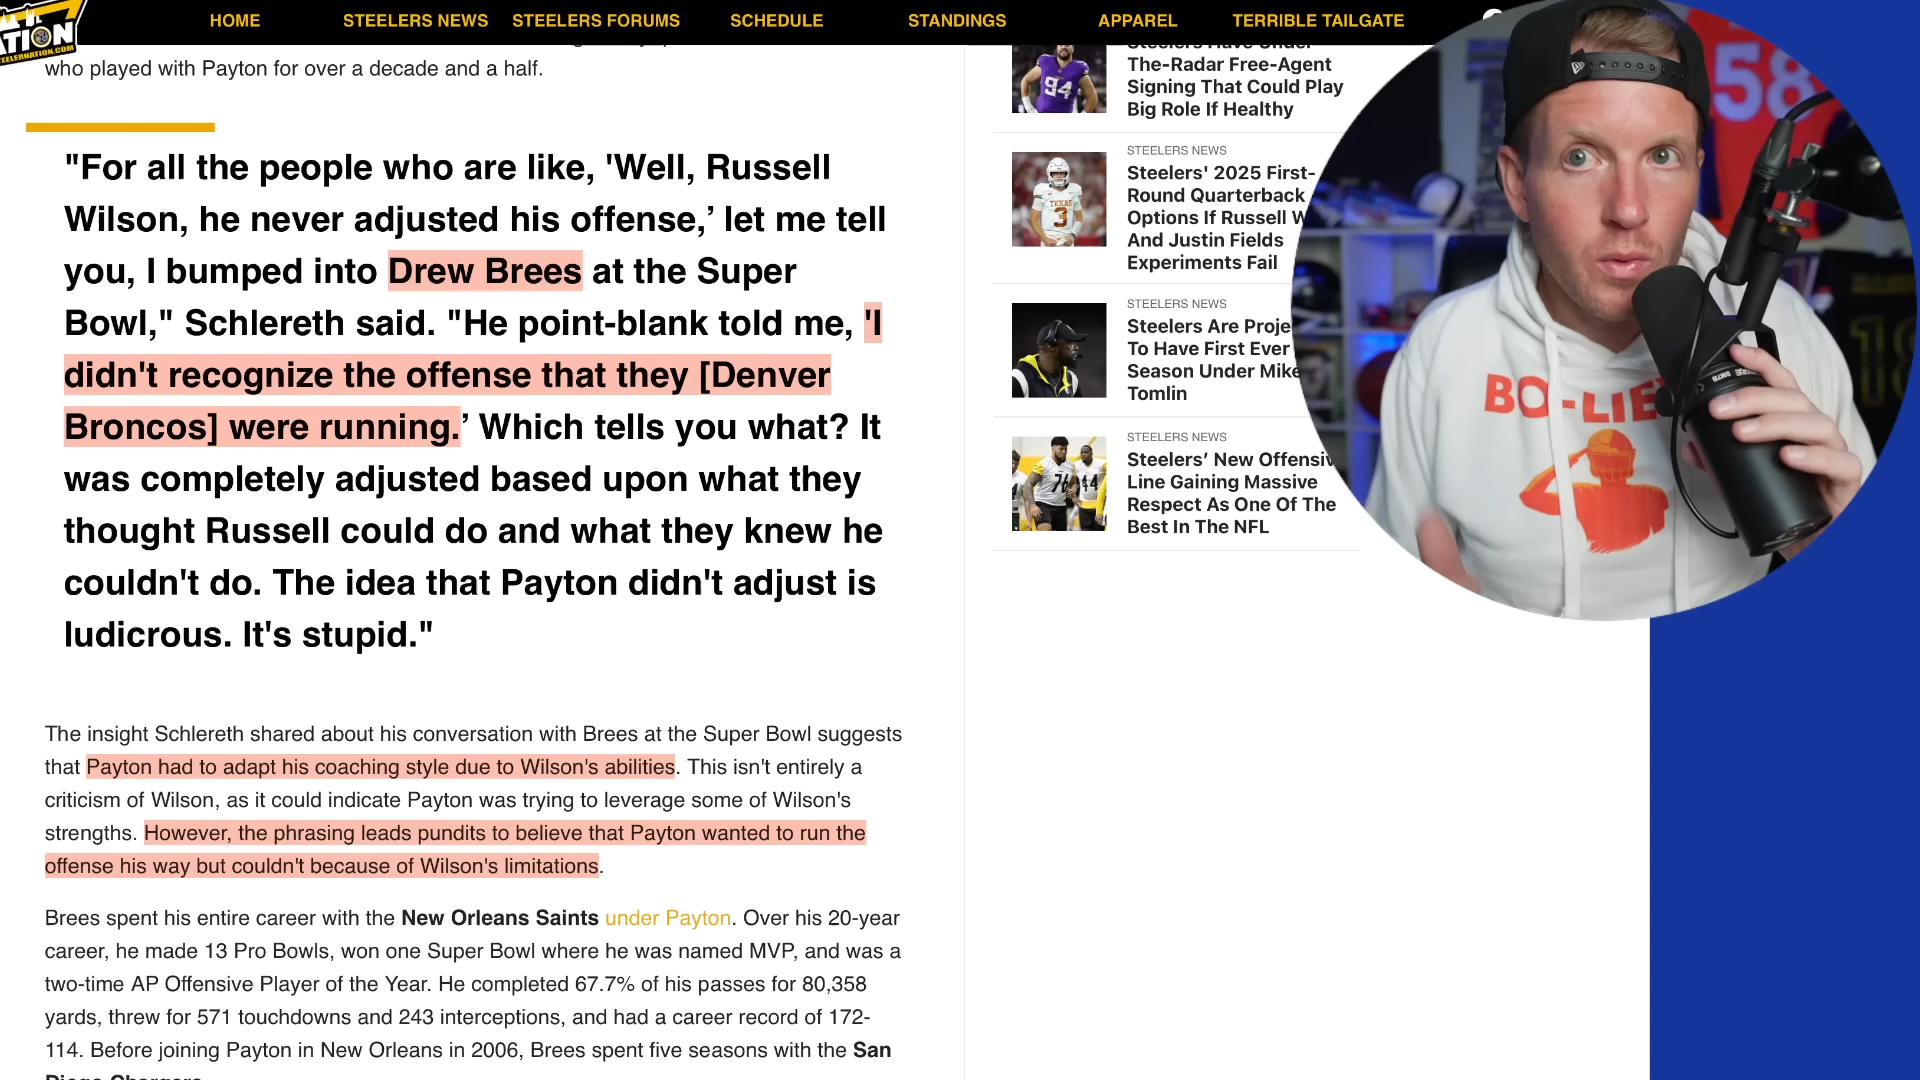 HOME
STEELERS NEWS
STEELERS FORUMS
SCHEDULE
STANDINGS
APPAREL
TERRIBLE TAILGATE
who played with Payton for over a decade and a half.
"For all the people who are like, 'Well, Russell
Wilson, he never adjusted his offense,’ let me tell
you, I bumped into Drew Brees at the Super
Bowl," Schlereth said. "He point-blank told me, 'I
didn't recognize the offense that they [Denver
Broncos] were running.’ Which tells you what? It
was completely adjusted based upon what they
thought Russell could do and what they knew he
couldn't do. The idea that Payton didn't adjust is
ludicrous. It's stupid."
The insight Schlereth shared about his conversation with Brees at the Super Bowl suggests
that Payton had to adapt his coaching style due to Wilson's abilities. This isn't entirely a
criticism of Wilson, as it could indicate Payton was trying to leverage some of Wilson's
strengths. However, the phrasing leads pundits to believe that Payton wanted to run the
offense his way but couldn't because of Wilson's limitations.
Brees spent his entire career with the New Orleans Saints under Payton. Over his 20-year
career, he made 13 Pro Bowls, won one Super Bowl where he was named MVP, and was a
two-time AP Offensive Player of the Year. He completed 67.7% of his passes for 80,358
yards, threw for 571 touchdowns and 243 interceptions, and had a career record of 172-
114. Before joining Payton in New Orleans in 2006, Brees spent five seasons with the San
Diego Chargers
Steelers Have Under-
The-Radar Free-Agent
Signing That Could Play
Big Role If Healthy
STEELERS NEWS
Steelers' 2025 First-
Round Quarterback
Options If Russell W
And Justin Fields
Experiments Fail
STEELERS NEWS
Steelers Are Proje
To Have First Ever
Season Under Mike
Tomlin
STEELERS NEWS
Steelers’ New Offensiv
Line Gaining Massive
Respect As One Of The
Best In The NFL
94
TEXAS
3
76
44
58
18
BO-LIE